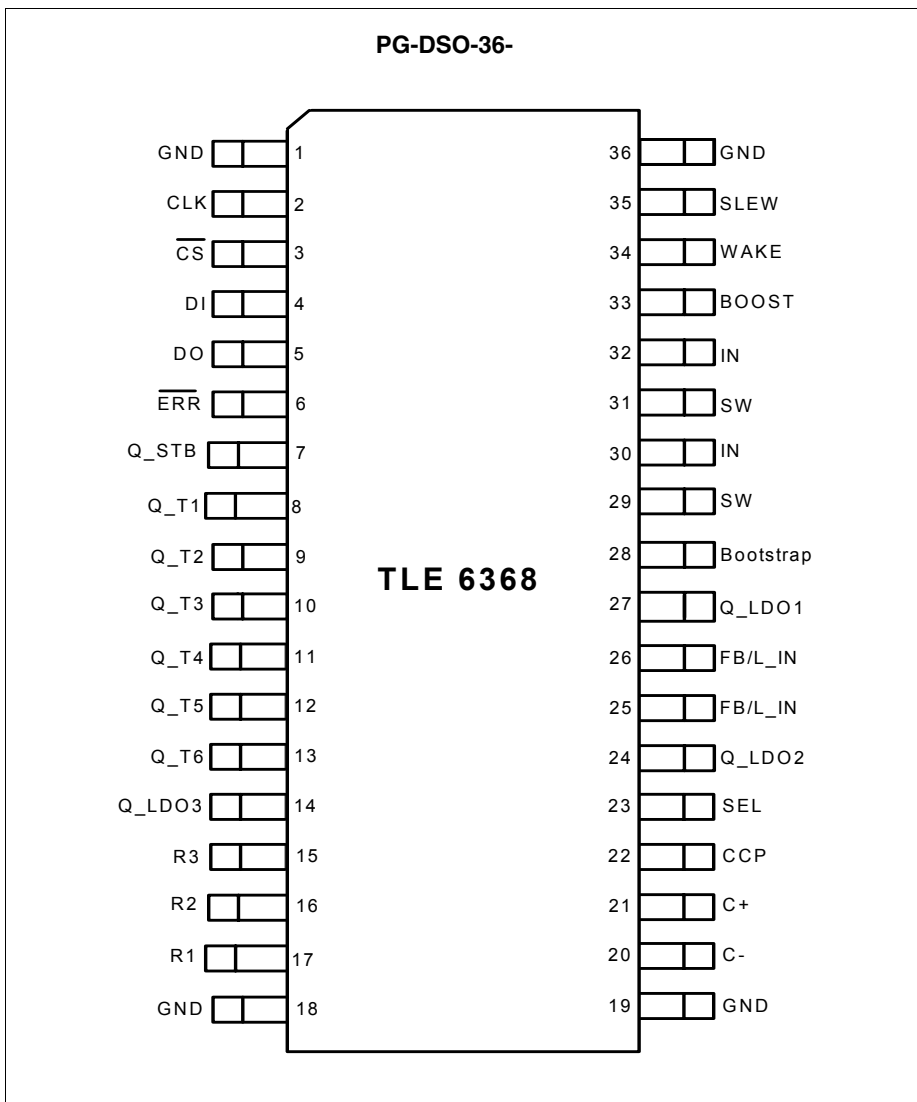 PG-DSO-36-
GND 1 36 GND
CLK 2 35 SLEW
C̅S̅ 3 34 WAKE
DI 4 33 BOOST
DO 5 32 IN
E̅R̅R̅ 6 31 SW
Q_STB 7 30 IN
Q_T1 8 29 SW
Q_T2 9 28 Bootstrap
TLE 6368
Q_T3 10 27 Q_LDO1
Q_T4 11 26 FB/L_IN
Q_T5 12 25 FB/L_IN
Q_T6 13 24 Q_LDO2
Q_LDO3 14 23 SEL
R3 15 22 CCP
R2 16 21 C+
R1 17 20 C-
GND 18 19 GND